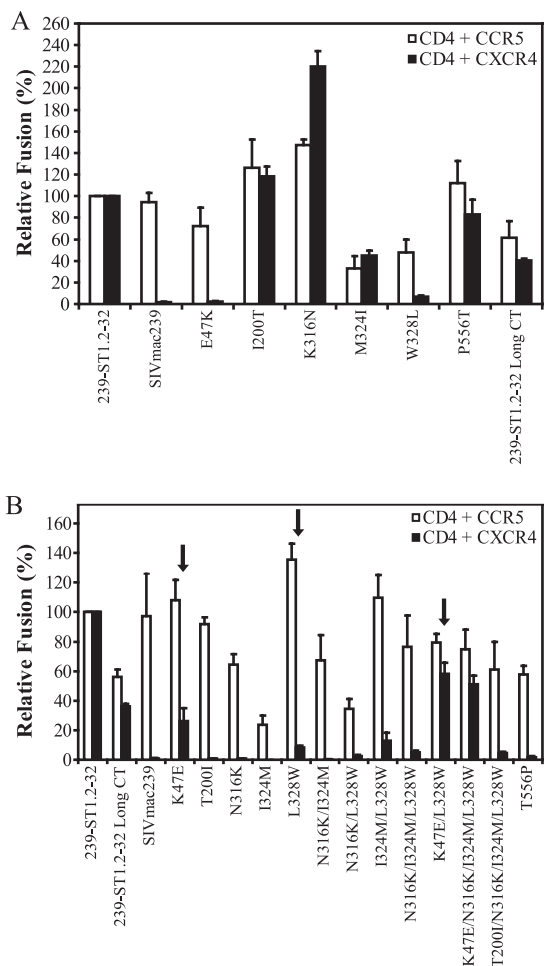 A
260
240
220
200
180
160
140
120
100
80
60
40
20
0
Relative Fusion (%)
CD4 + CCR5
CD4 + CXCR4
239-ST1.2-32
SIVmac239
E47K
I200T
K316N
M324I
W328L
P556T
239-ST1.2-32 Long CT
B
160
140
120
100
80
60
40
20
0
Relative Fusion (%)
CD4 + CCR5
CD4 + CXCR4
239-ST1.2-32
239-ST1.2-32 Long CT
SIVmac239
K47E
T200I
N316K
I324M
L328W
N316K/I324M
N316K/L328W
I324M/L328W
N316K/I324M/L328W
K47E/L328W
K47E/N316K/I324M/L328W
T200I/N316K/I324M/L328W
T556P